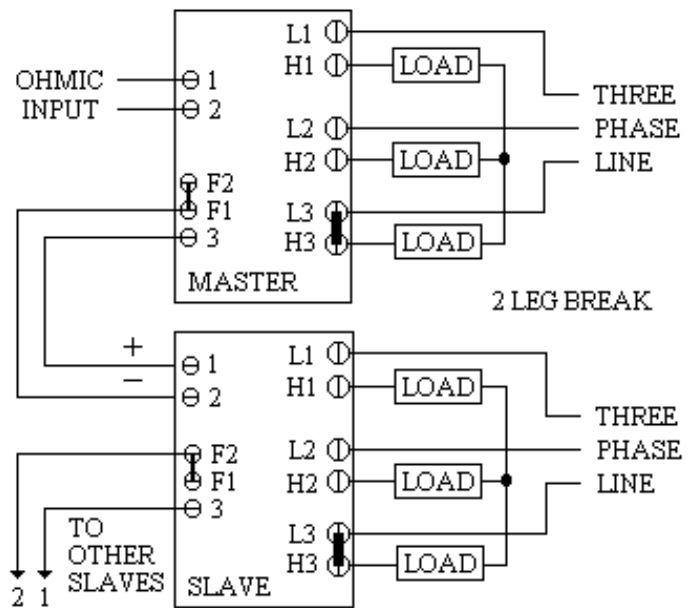 L1
H1 LOAD
OHMIC 1
INPUT 2
THREE
L2 PHASE
H2 LOAD
LINE
F2
F1 L3
3 H3 LOAD
MASTER
2 LEG BREAK
+ 1 L1
− 2 H1 LOAD
THREE
F2 L2 PHASE
F1 H2 LOAD LINE
3
TO L3
OTHER
SLAVES H3 LOAD
2 1 SLAVE